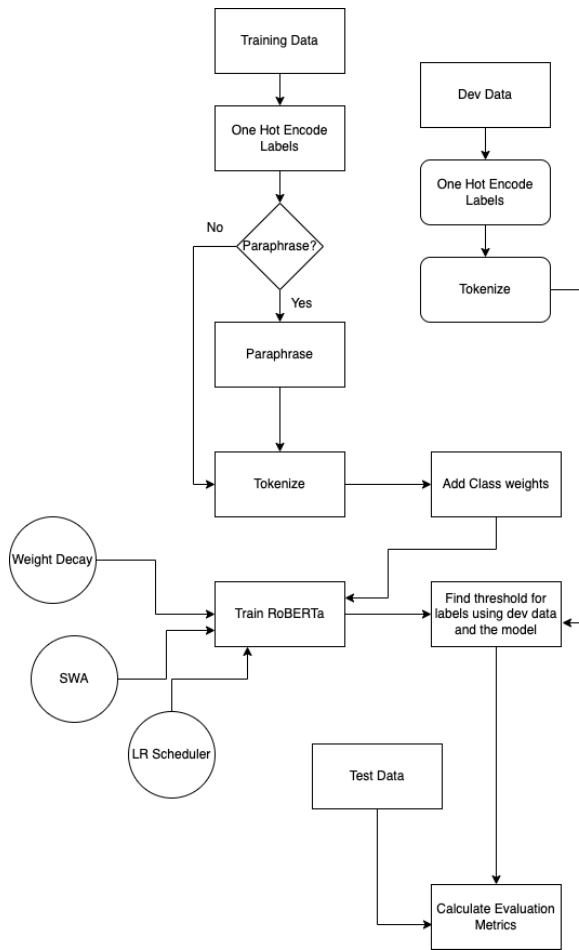 Training Data
Dev Data
One Hot Encode
Labels
One Hot Encode
Labels
No
Paraphrase?
Tokenize
Yes
Paraphrase
Tokenize
Add Class weights
Weight Decay
Train RoBERTa
Find threshold for
labels using dev data
and the model
SWA
LR Scheduler
Test Data
Calculate Evaluation
Metrics